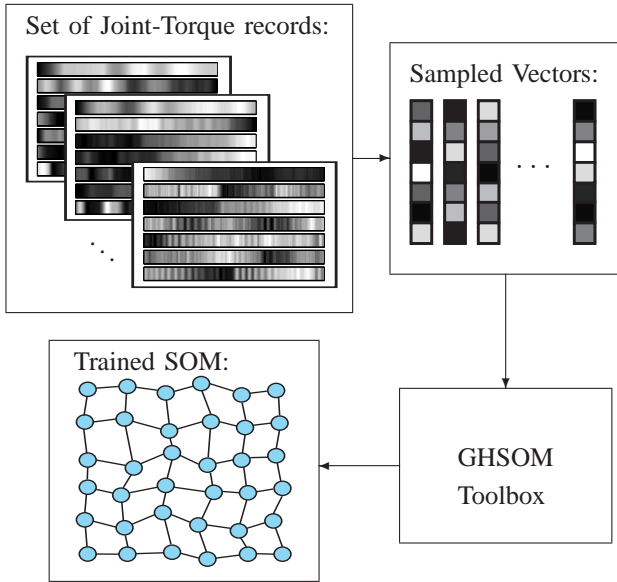 Set of Joint-Torque records:
Sampled Vectors:
. . .
. . .
Trained SOM:
GHSOM
Toolbox